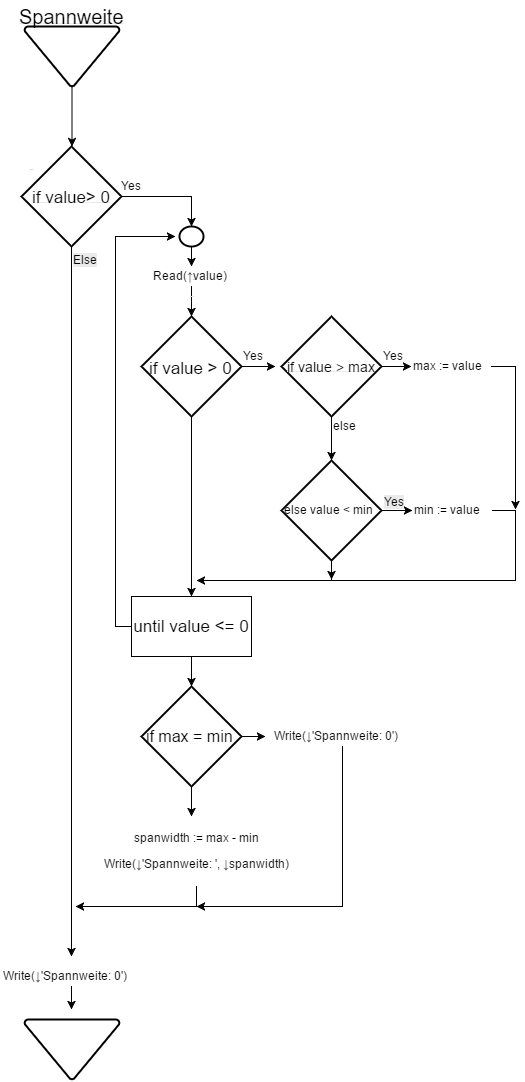 Spannweite
if value> 0
Yes
Else
Read(↑value)
if value > 0
Yes
if value > max
Yes
max := value
else
else value < min
Yes
min := value
until value <= 0
if max = min
Write(↓'Spannweite: 0')
spanwidth := max - min
Write(↓'Spannweite: ', ↓spanwidth)
Write(↓'Spannweite: 0')